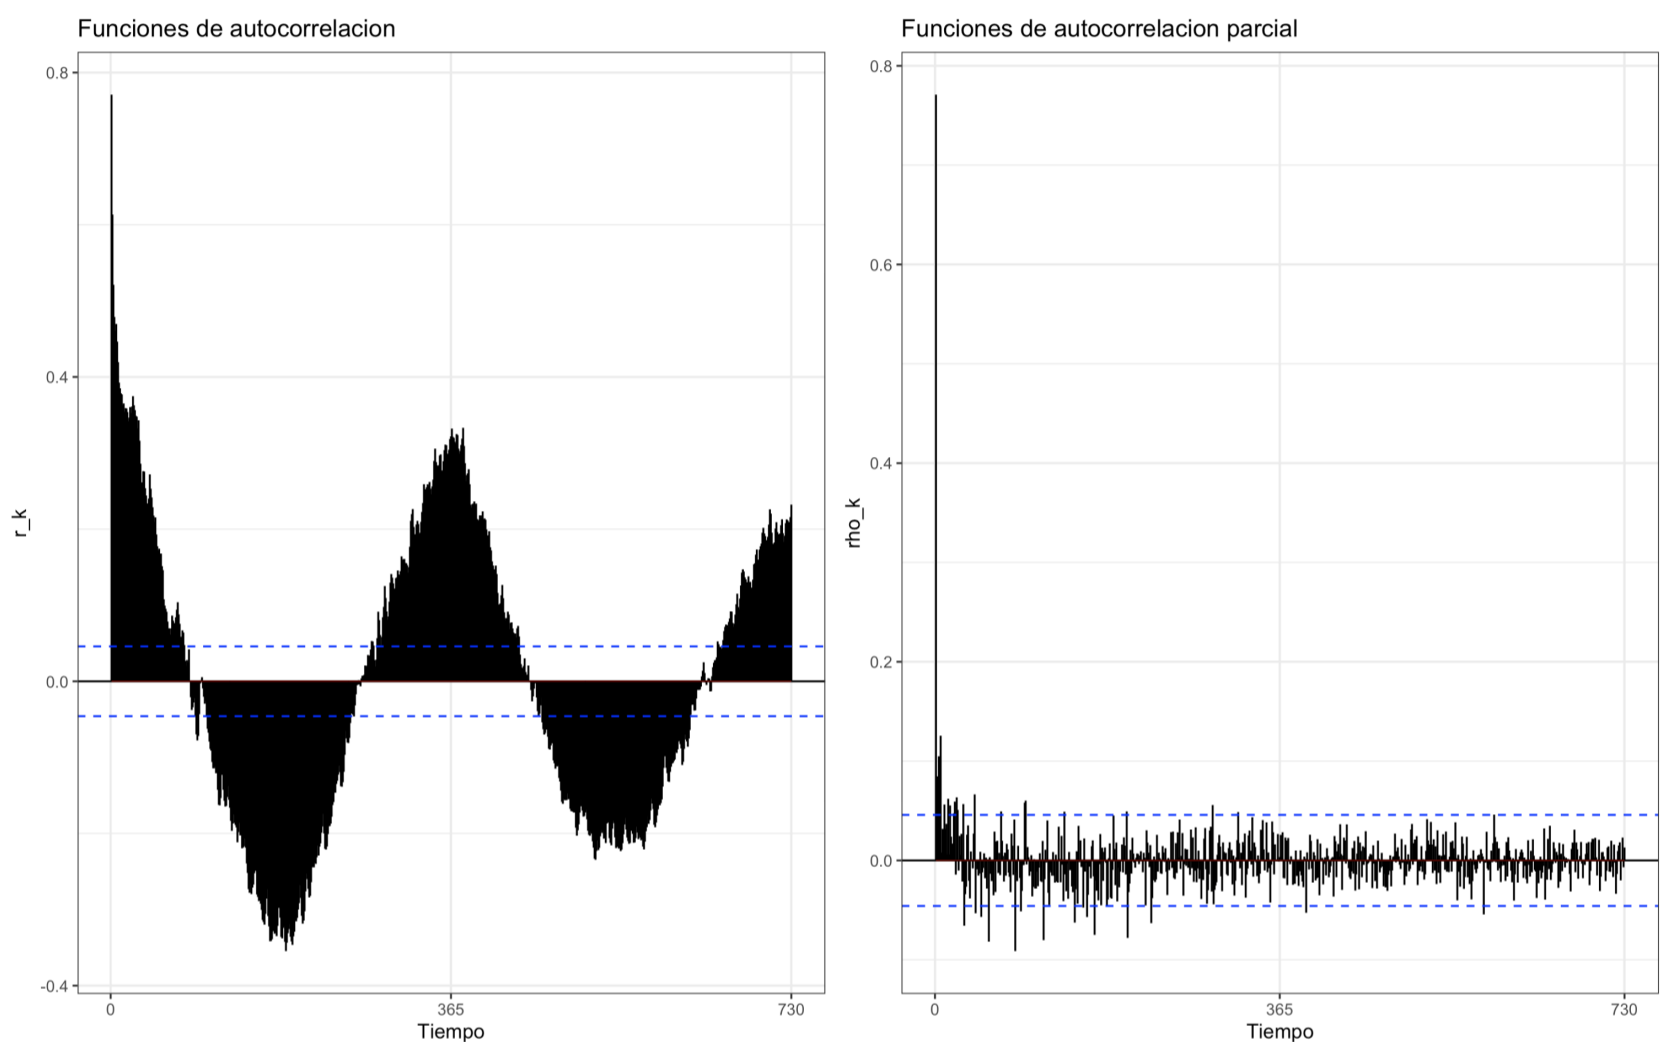 Funciones de autocorrelacion
0.8
0.4
0.0
-0.4
r_k
0
365
730
Tiempo
Funciones de autocorrelacion parcial
0.8
0.6
0.4
0.2
0.0
rho_k
0
365
730
Tiempo